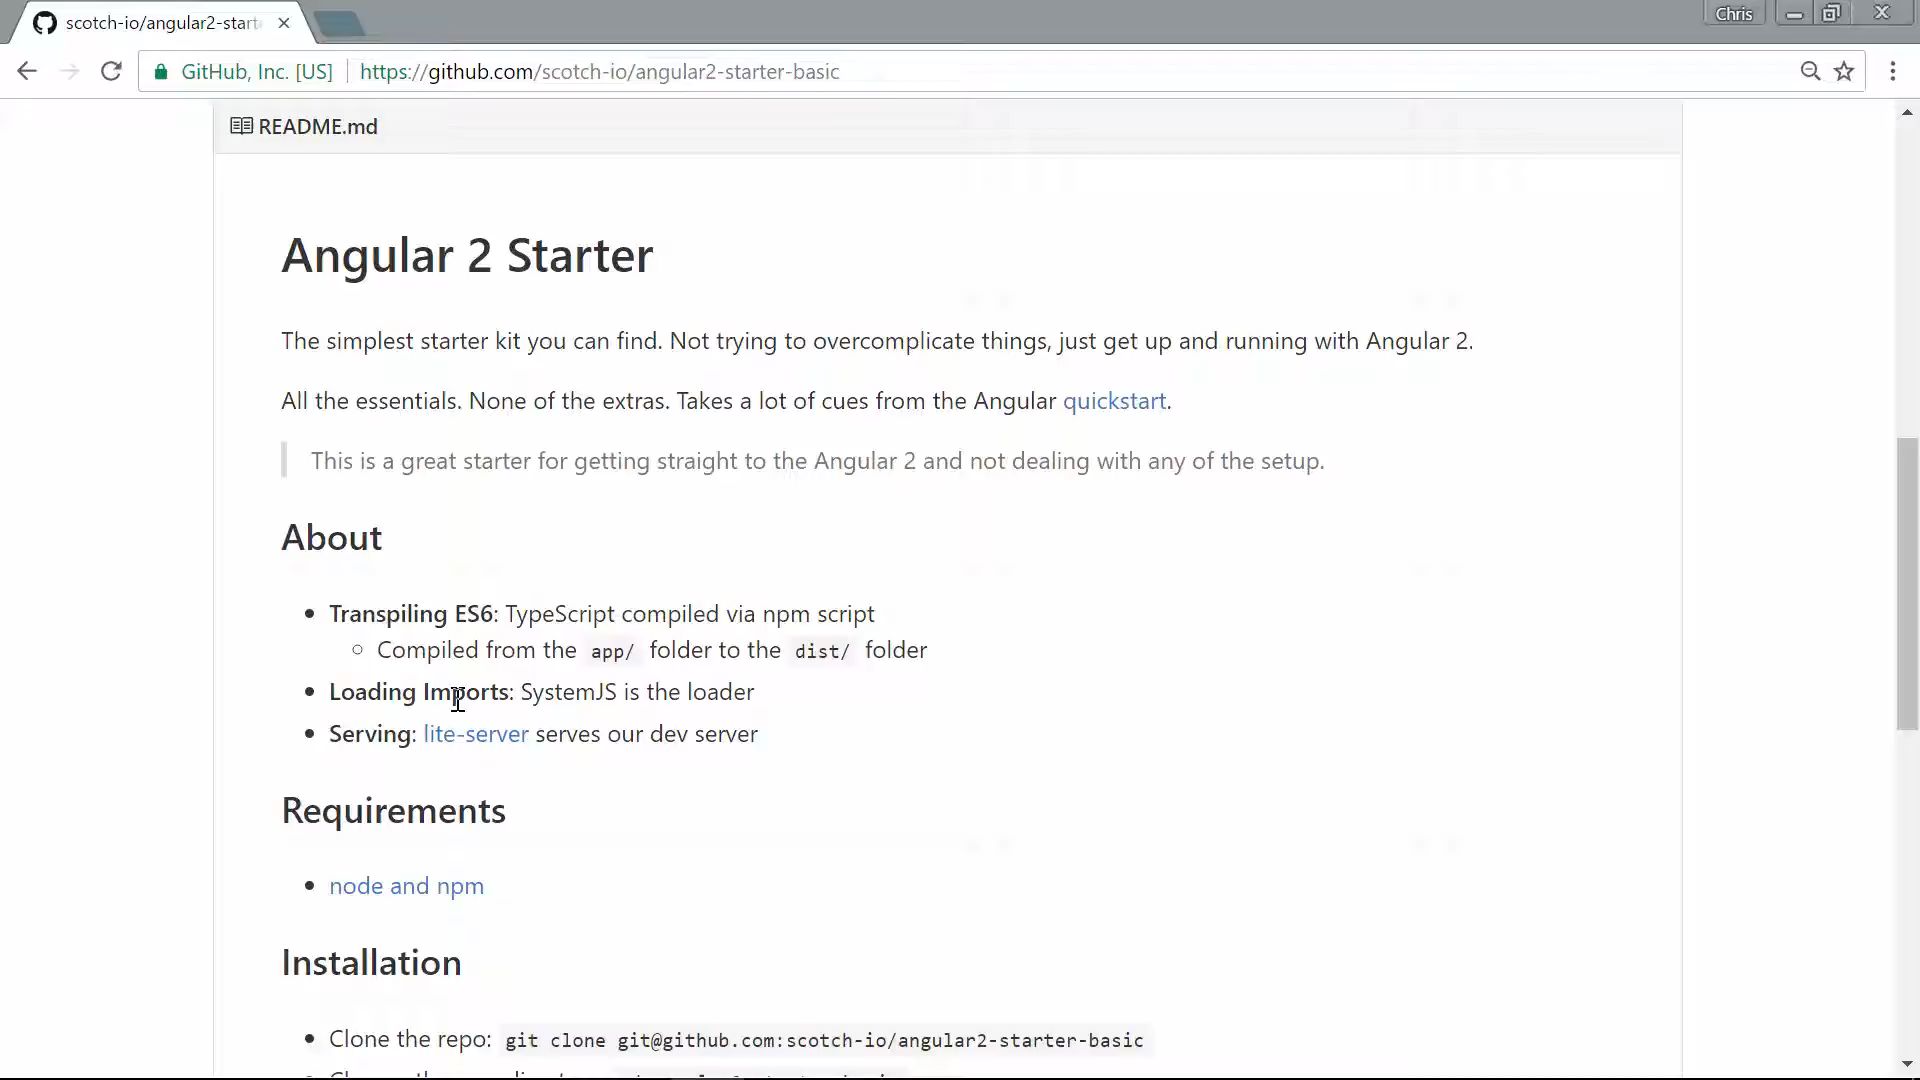 scotch-io/angular2-start
Chris
GitHub, Inc. [US] https://github.com/scotch-io/angular2-starter-basic
README.md
Angular 2 Starter
The simplest starter kit you can find. Not trying to overcomplicate things, just get up and running with Angular 2.
All the essentials. None of the extras. Takes a lot of cues from the Angular quickstart.
This is a great starter for getting straight to the Angular 2 and not dealing with any of the setup.
About
Transpiling ES6: TypeScript compiled via npm script
Compiled from the app/ folder to the dist/ folder
Loading Imports: SystemJS is the loader
Serving: lite-server serves our dev server
Requirements
node and npm
Installation
Clone the repo: git clone git@github.com:scotch-io/angular2-starter-basic